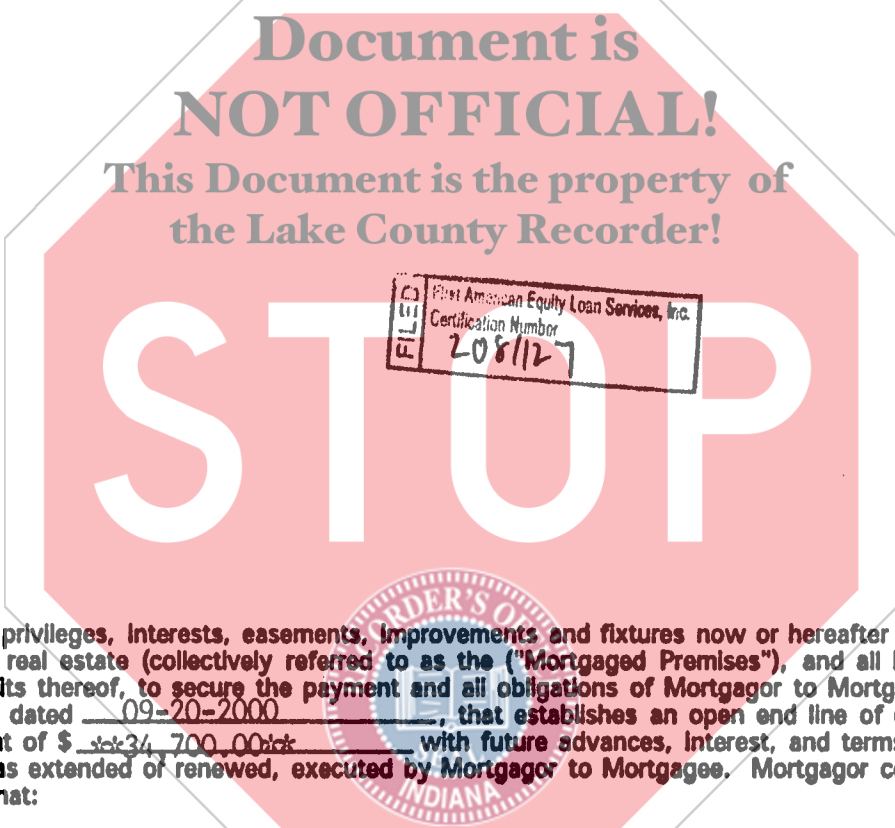 Document is
NOT OFFICIAL!
This Document is the property of
the Lake County Recorder!
FILED
First American Equity Loan Services, Inc.
Certification Number
2081127
STOP
ORDER'S O
privileges, interests, easements, improvements and fixtures now or hereafter
real estate (collectively referred to as the ("Mortgaged Premises"), and all
thereof, to secure the payment and all obligations of Mortgagor to
dated 09-20-2000, that establishes an open end line of
of $ ***34,700.00*** with future advances, interest, and terms
as extended or renewed, executed by Mortgagor to Mortgagee. Mortgagor
hat:
INDIANA